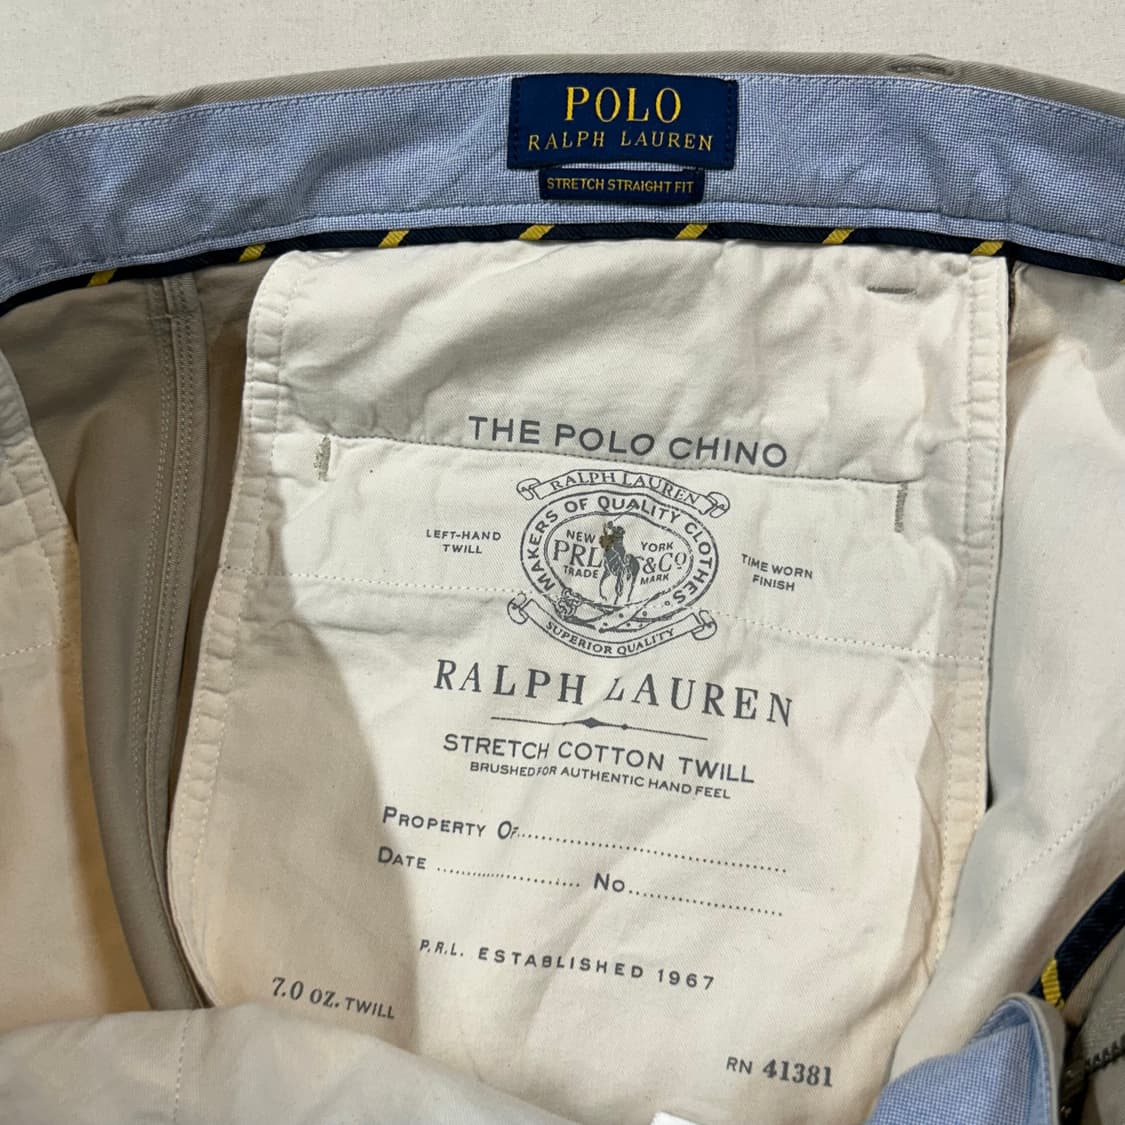 POLO
RALPH LAUREN
STRETCH STRAIGHT FIT
THE POLO CHINO
RALPH LAUREN
MAKERS OF QUALITY CLOTHES.
LEFT-HAND
TWILL
NEW YORK
PRL &Co
TRADE MARK
TIME WORN
FINISH
SUPERIOR QUALITY
RALPH LAUREN
STRETCH COTTON TWILL
BRUSHED FOR AUTHENTIC HAND FEEL
PROPERTY OF
DATE No
P.R.L. ESTABLISHED 1967
7.0 OZ. TWILL
RN 41381